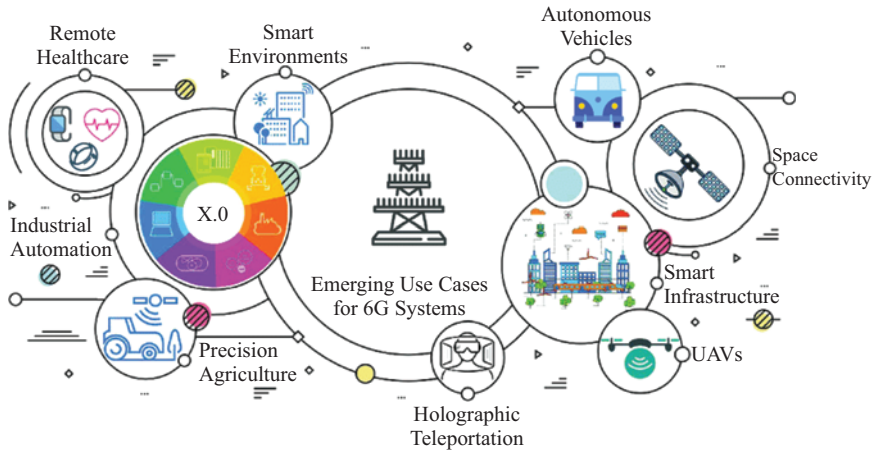 Remote
Healthcare
Smart
Environments
Autonomous
Vehicles
Space
Connectivity
X.0
Industrial
Automation
Emerging Use Cases
for 6G Systems
Smart
Infrastructure
Precision
Agriculture
UAVs
Holographic
Teleportation